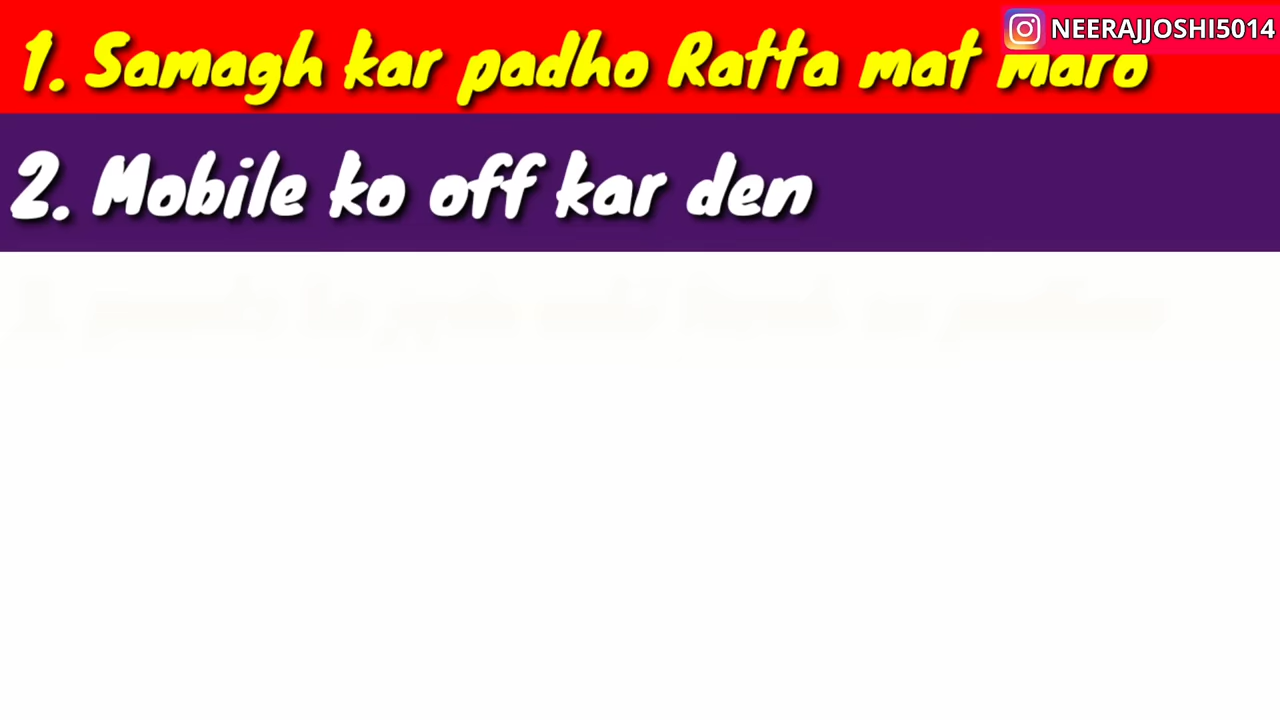 NEERAJJOSHI5014
1. Samagh kar padho Ratta mat maro
2. Mobile ko off kar den